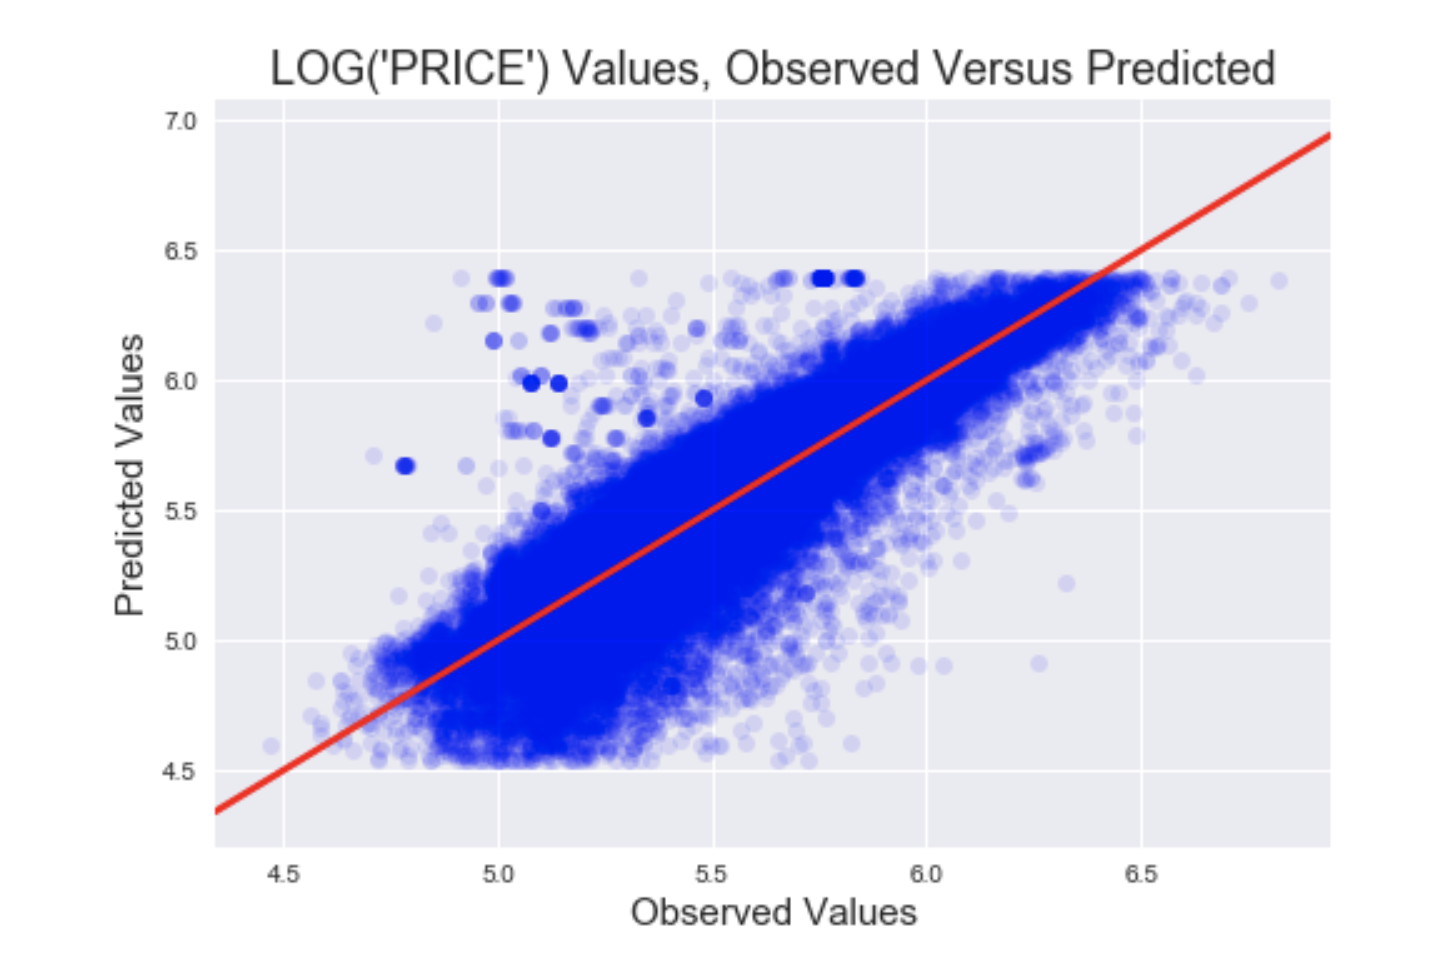 LOG('PRICE') Values, Observed Versus Predicted
7.0
6.5
6.0
5.5
5.0
4.5
Predicted Values
4.5 5.0 5.5 6.0 6.5
Observed Values